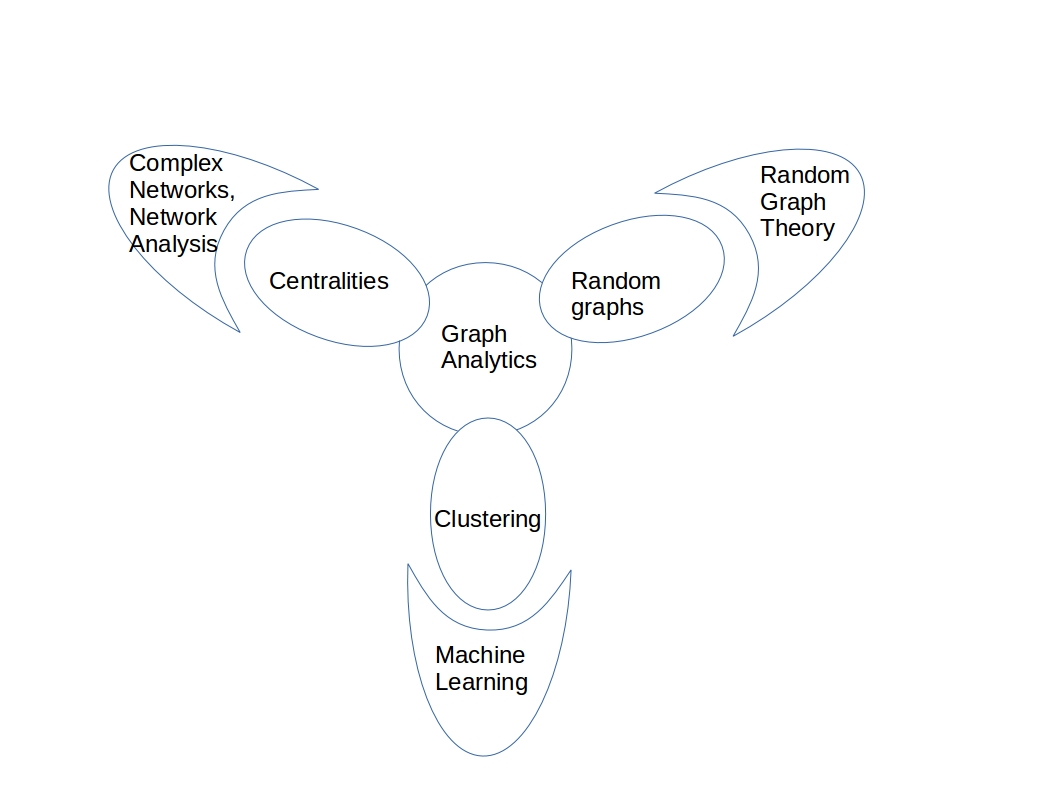 Complex
Networks,
Network
Analysis
Random
Graph
Theory
Centralities
Random
graphs
Graph
Analytics
Clustering
Machine
Learning